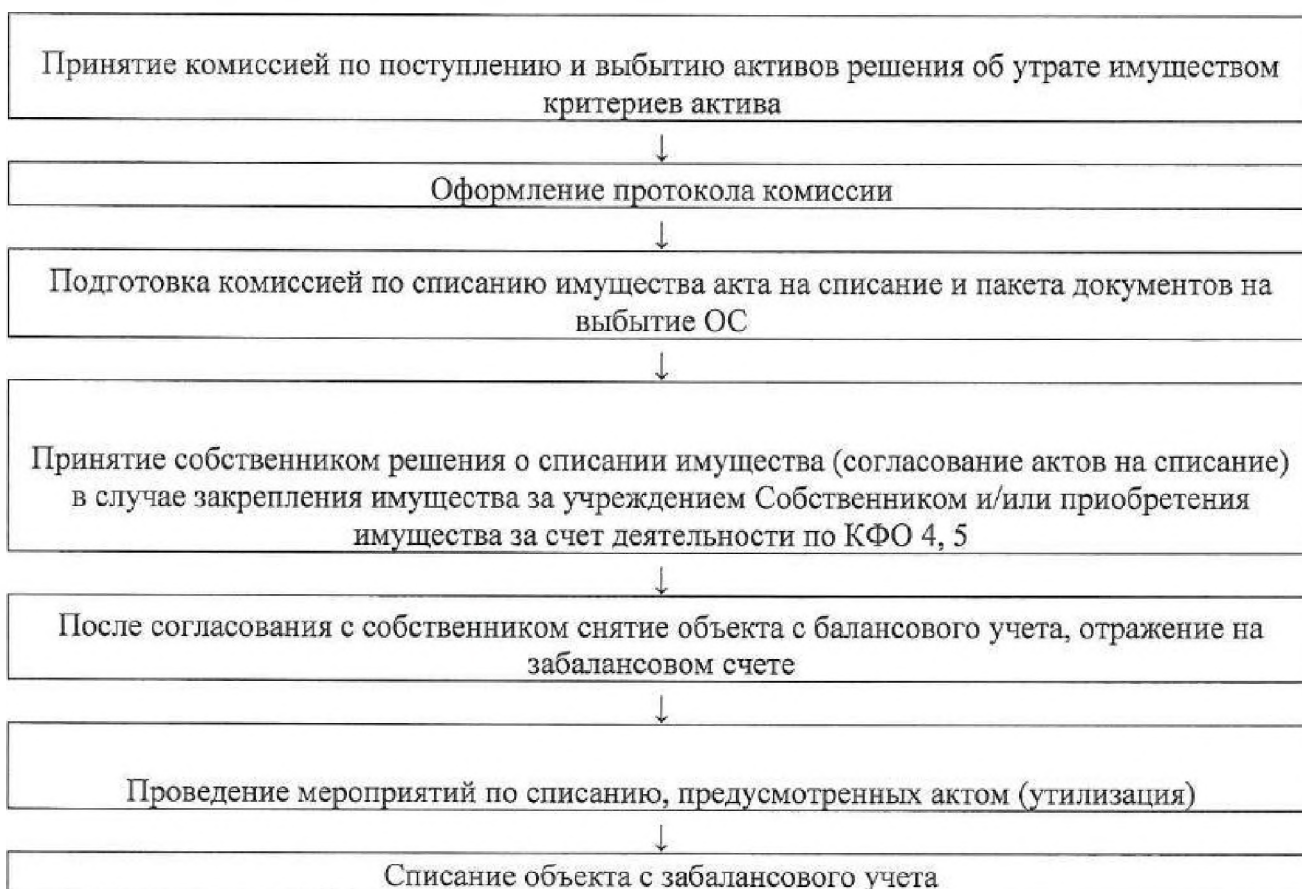 Принятие комиссией по поступлению и выбытию активов решения об утрате имуществом
критериев актива
↓
Оформление протокола комиссии
↓
Подготовка комиссией по списанию имущества акта на списание и пакета документов на
выбытие ОС
↓
Принятие собственником решения о списании имущества (согласование актов на списание)
в случае закрепления имущества за учреждением Собственником и/или приобретения
имущества за счет деятельности по КФО 4, 5
↓
После согласования с собственником снятие объекта с балансового учета, отражение на
забалансовом счете
↓
Проведение мероприятий по списанию, предусмотренных актом (утилизация)
↓
Списание объекта с забалансового учета